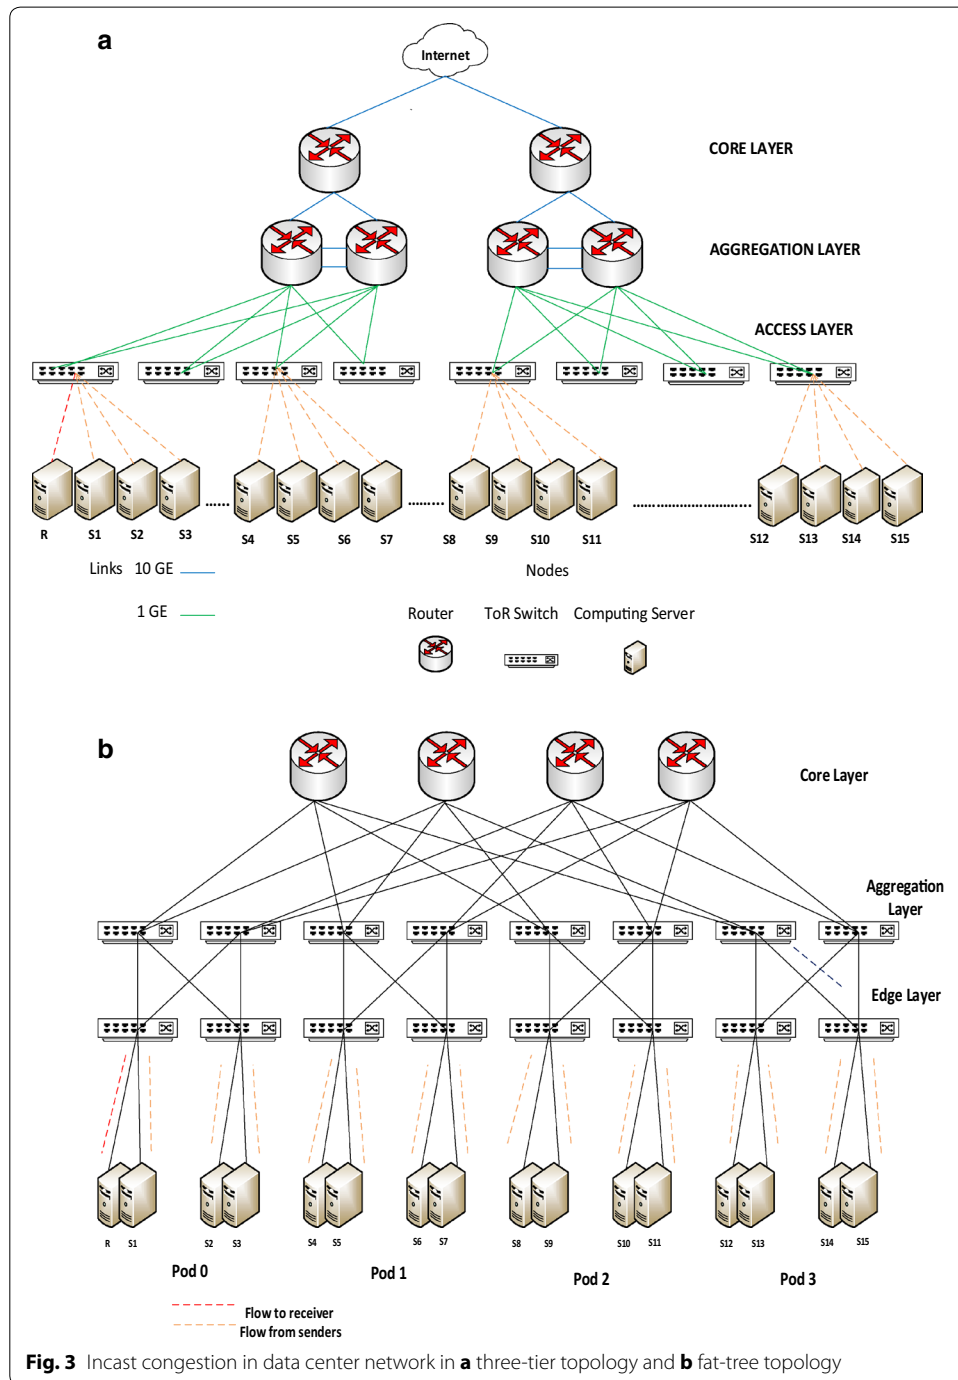 a
Internet
CORE LAYER
AGGREGATION LAYER
ACCESS LAYER
R S1 S2 S3 S4 S5 S6 S7 S8 S9 S10 S11 S12 S13 S14 S15
Links 10 GE Nodes
1 GE Router ToR Switch Computing Server
b
Core Layer
Aggregation
Layer
Edge Layer
R S1 S2 S3 S4 S5 S6 S7 S8 S9 S10 S11 S12 S13 S14 S15
Pod 0 Pod 1 Pod 2 Pod 3
Flow to receiver
Flow from senders
Fig. 3 Incast congestion in data center network in a three-tier topology and b fat-tree topology